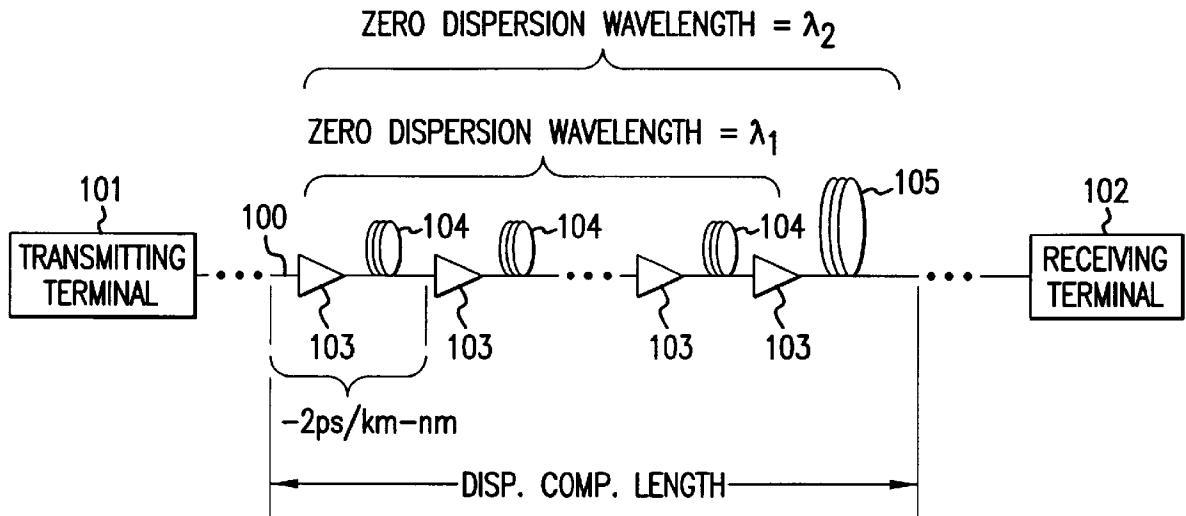 ZERO DISPERSION WAVELENGTH = λ2
ZERO DISPERSION WAVELENGTH = λ1
101
TRANSMITTING
TERMINAL
100
104
104
104
105
102
RECEIVING
TERMINAL
103
103
103
103
-2ps/km-nm
DISP. COMP. LENGTH